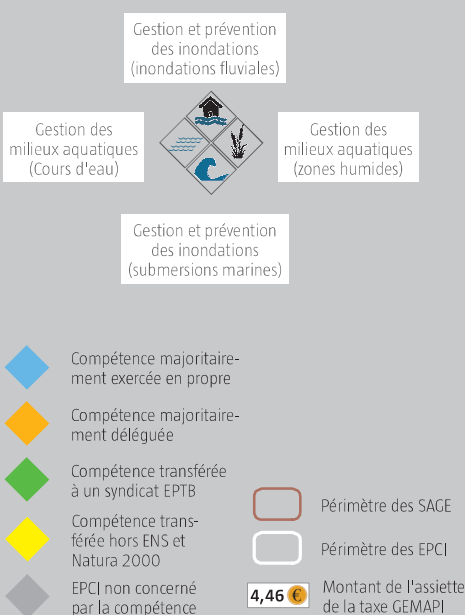 Gestion et prévention
des inondations
(inondations fluviales)
Gestion des
milieux aquatiques
(Cours d'eau)
Gestion des
milieux aquatiques
(zones humides)
Gestion et prévention
des inondations
(submersions marines)
Compétence majoritaire-
ment exercée en propre
Compétence majoritaire-
ment déléguée
Compétence transférée
à un syndicat EPTB
Compétence trans-
férée hors ENS et
Natura 2000
EPCI non concerné
par la compétence
Périmètre des SAGE
Périmètre des EPCI
4,46 €
Montant de l'assiette
de la taxe GEMAPI